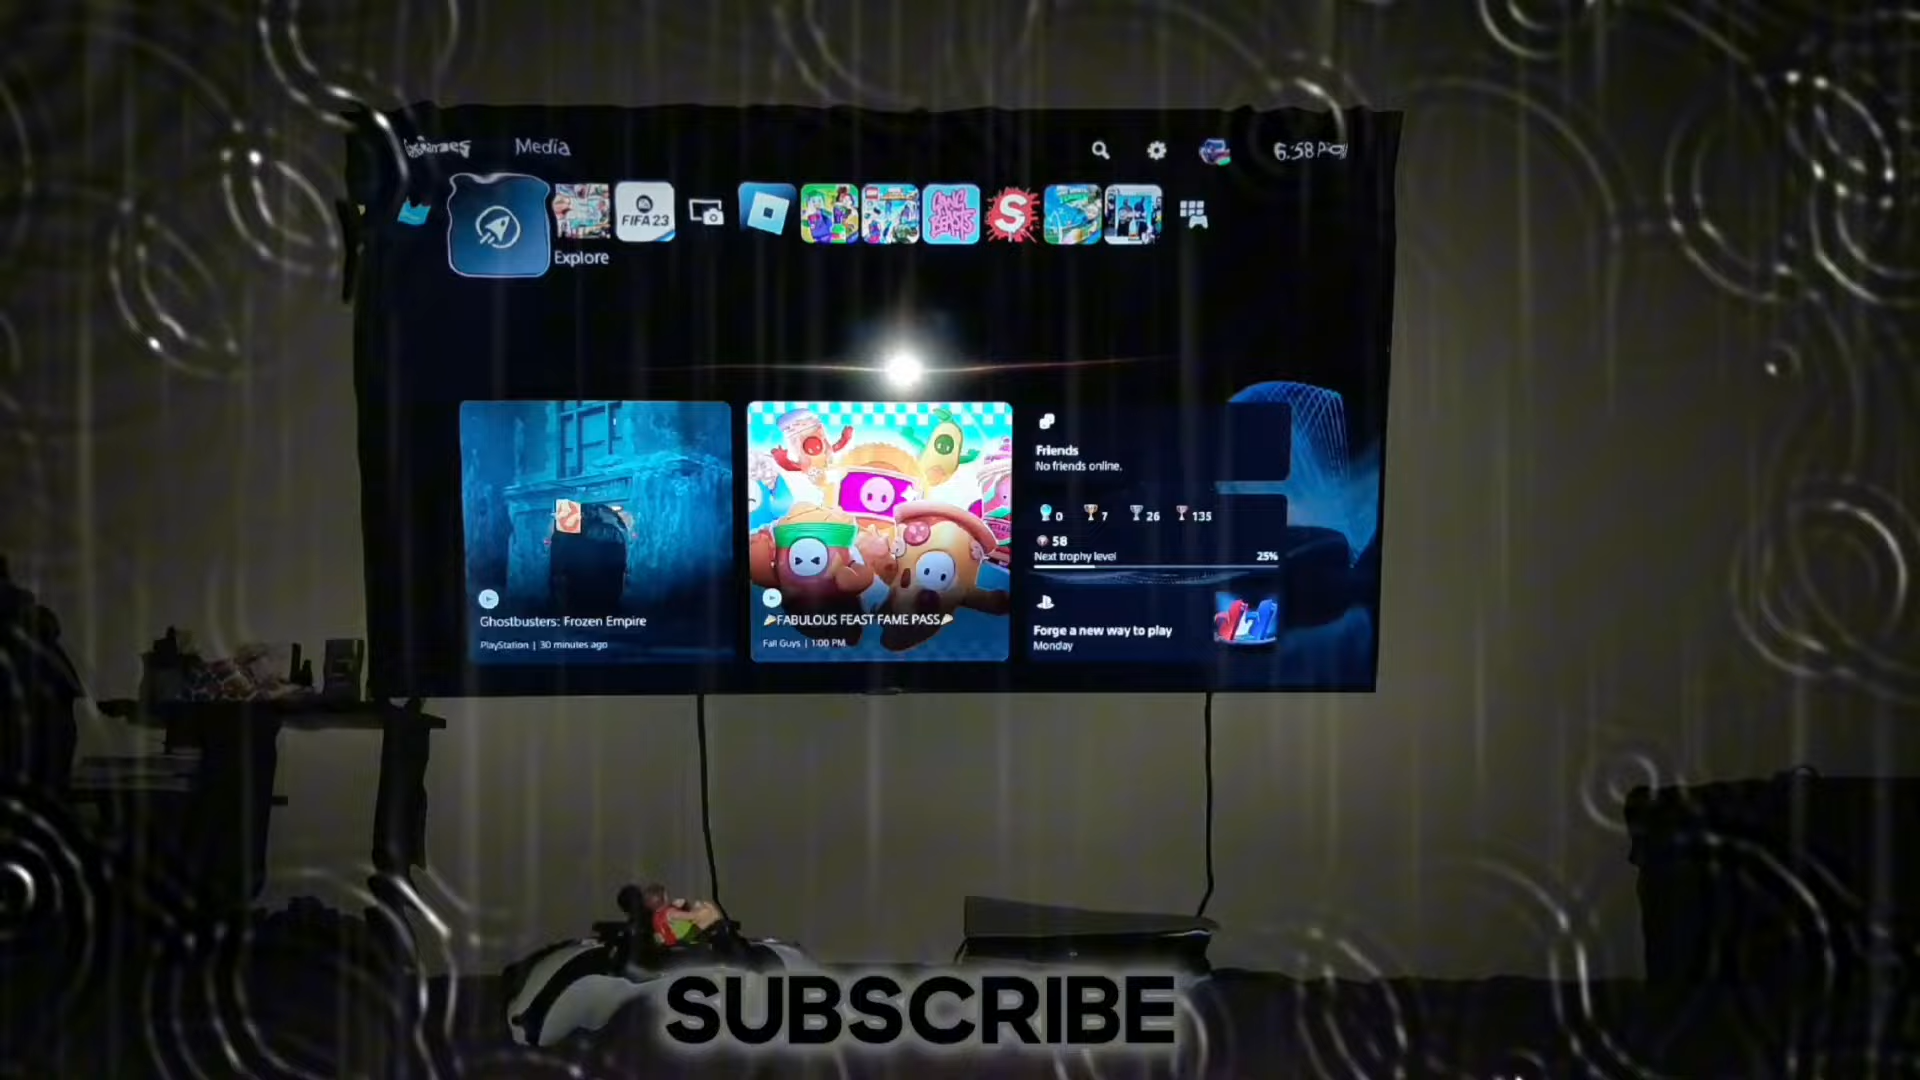 Media
6:58
FIFA 23
GANG BEASTS
S
Explore
Friends
No friends online.
0 7 26 135
58
Next trophy level 25%
Ghostbusters: Frozen Empire
PlayStation | 30 minutes ago
FABULOUS FEAST FAME PASS
Fall Guys | 1:00 PM
Forge a new way to play
Monday
SUBSCRIBE